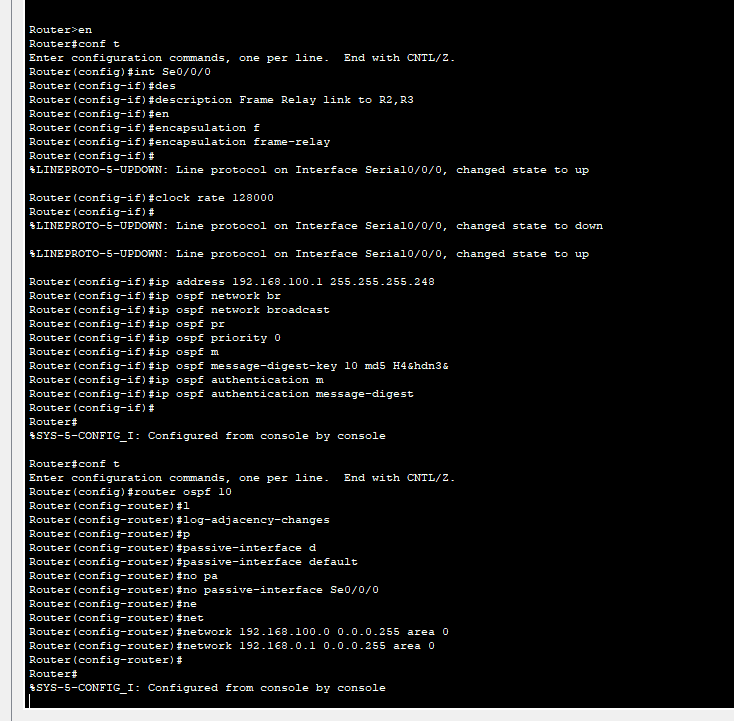 Router>en
Router#conf t
Enter configuration commands, one per line.  End with CNTL/Z.
Router(config)#int Se0/0/0
Router(config-if)#des
Router(config-if)#description Frame Relay link to R2,R3
Router(config-if)#en
Router(config-if)#encapsulation f
Router(config-if)#encapsulation frame-relay
Router(config-if)#
%LINEPROTO-5-UPDOWN: Line protocol on Interface Serial0/0/0, changed state to up
Router(config-if)#clock rate 128000
Router(config-if)#
%LINEPROTO-5-UPDOWN: Line protocol on Interface Serial0/0/0, changed state to down
%LINEPROTO-5-UPDOWN: Line protocol on Interface Serial0/0/0, changed state to up
Router(config-if)#ip address 192.168.100.1 255.255.255.248
Router(config-if)#ip ospf network br
Router(config-if)#ip ospf network broadcast
Router(config-if)#ip ospf pr
Router(config-if)#ip ospf priority 0
Router(config-if)#ip ospf m
Router(config-if)#ip ospf message-digest-key 10 md5 H4&hdn3&
Router(config-if)#ip ospf authentication m
Router(config-if)#ip ospf authentication message-digest
Router(config-if)#
Router#
%SYS-5-CONFIG_I: Configured from console by console
Router#conf t
Enter configuration commands, one per line.  End with CNTL/Z.
Router(config)#router ospf 10
Router(config-router)#l
Router(config-router)#log-adjacency-changes
Router(config-router)#p
Router(config-router)#passive-interface d
Router(config-router)#passive-interface default
Router(config-router)#no pa
Router(config-router)#no passive-interface Se0/0/0
Router(config-router)#ne
Router(config-router)#net
Router(config-router)#network 192.168.100.0 0.0.0.255 area 0
Router(config-router)#network 192.168.0.1 0.0.0.255 area 0
Router(config-router)#
Router#
%SYS-5-CONFIG_I: Configured from console by console